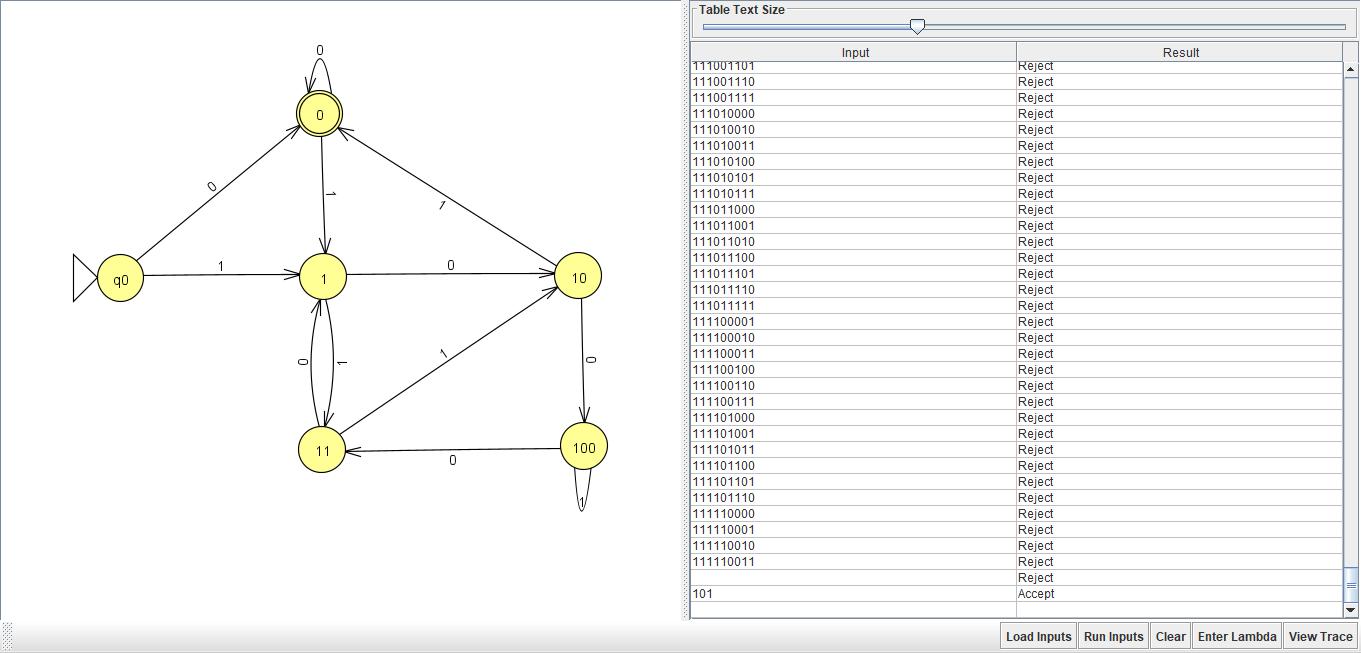 Table Text Size
Input Result
111001101 Reject
111001110 Reject
111001111 Reject
111010000 Reject
111010010 Reject
111010011 Reject
111010100 Reject
111010101 Reject
111010111 Reject
111011000 Reject
111011001 Reject
111011010 Reject
111011100 Reject
111011101 Reject
111011110 Reject
111011111 Reject
111100001 Reject
111100010 Reject
111100011 Reject
111100100 Reject
111100110 Reject
111100111 Reject
111101000 Reject
111101001 Reject
111101011 Reject
111101100 Reject
111101101 Reject
111101110 Reject
111110000 Reject
111110001 Reject
111110010 Reject
111110011 Reject
Reject
101 Accept
0
0
0
1
1
q0
1
1
0
10
0
1
1
0
11
0
100
0
1
Load Inputs Run Inputs Clear Enter Lambda View Trace